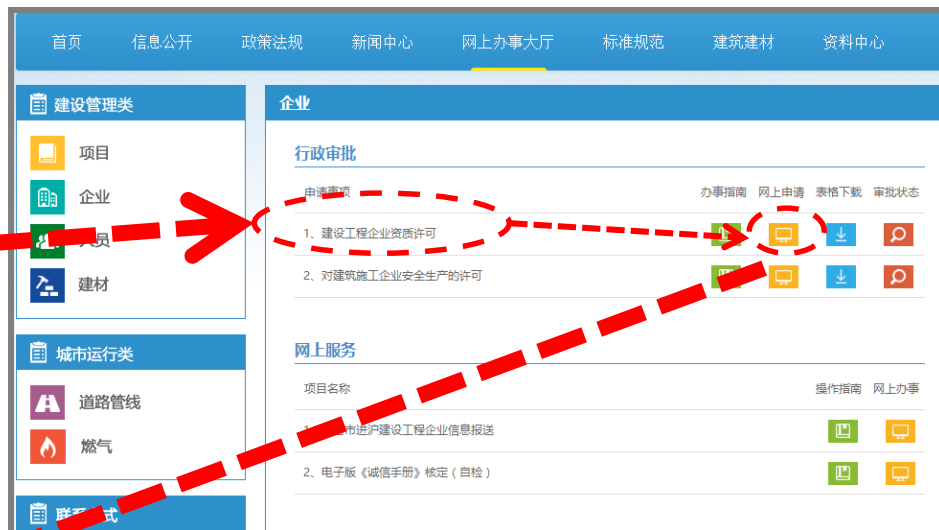 首页 信息公开 政策法规 新闻中心 网上办事大厅 标准规范 建筑建材 资料中心
建设管理类
项目
企业
人员
建材
城市运行类
道路管线
燃气
联系方式
企业
行政审批
申请事项 办事指南 网上申请 表格下载 审批状态
1、建设工程企业资质许可
2、对建筑施工企业安全生产的许可
网上服务
项目名称 操作指南 网上办事
市进沪建设工程企业信息报送
2、电子版《诚信手册》核定（自检）